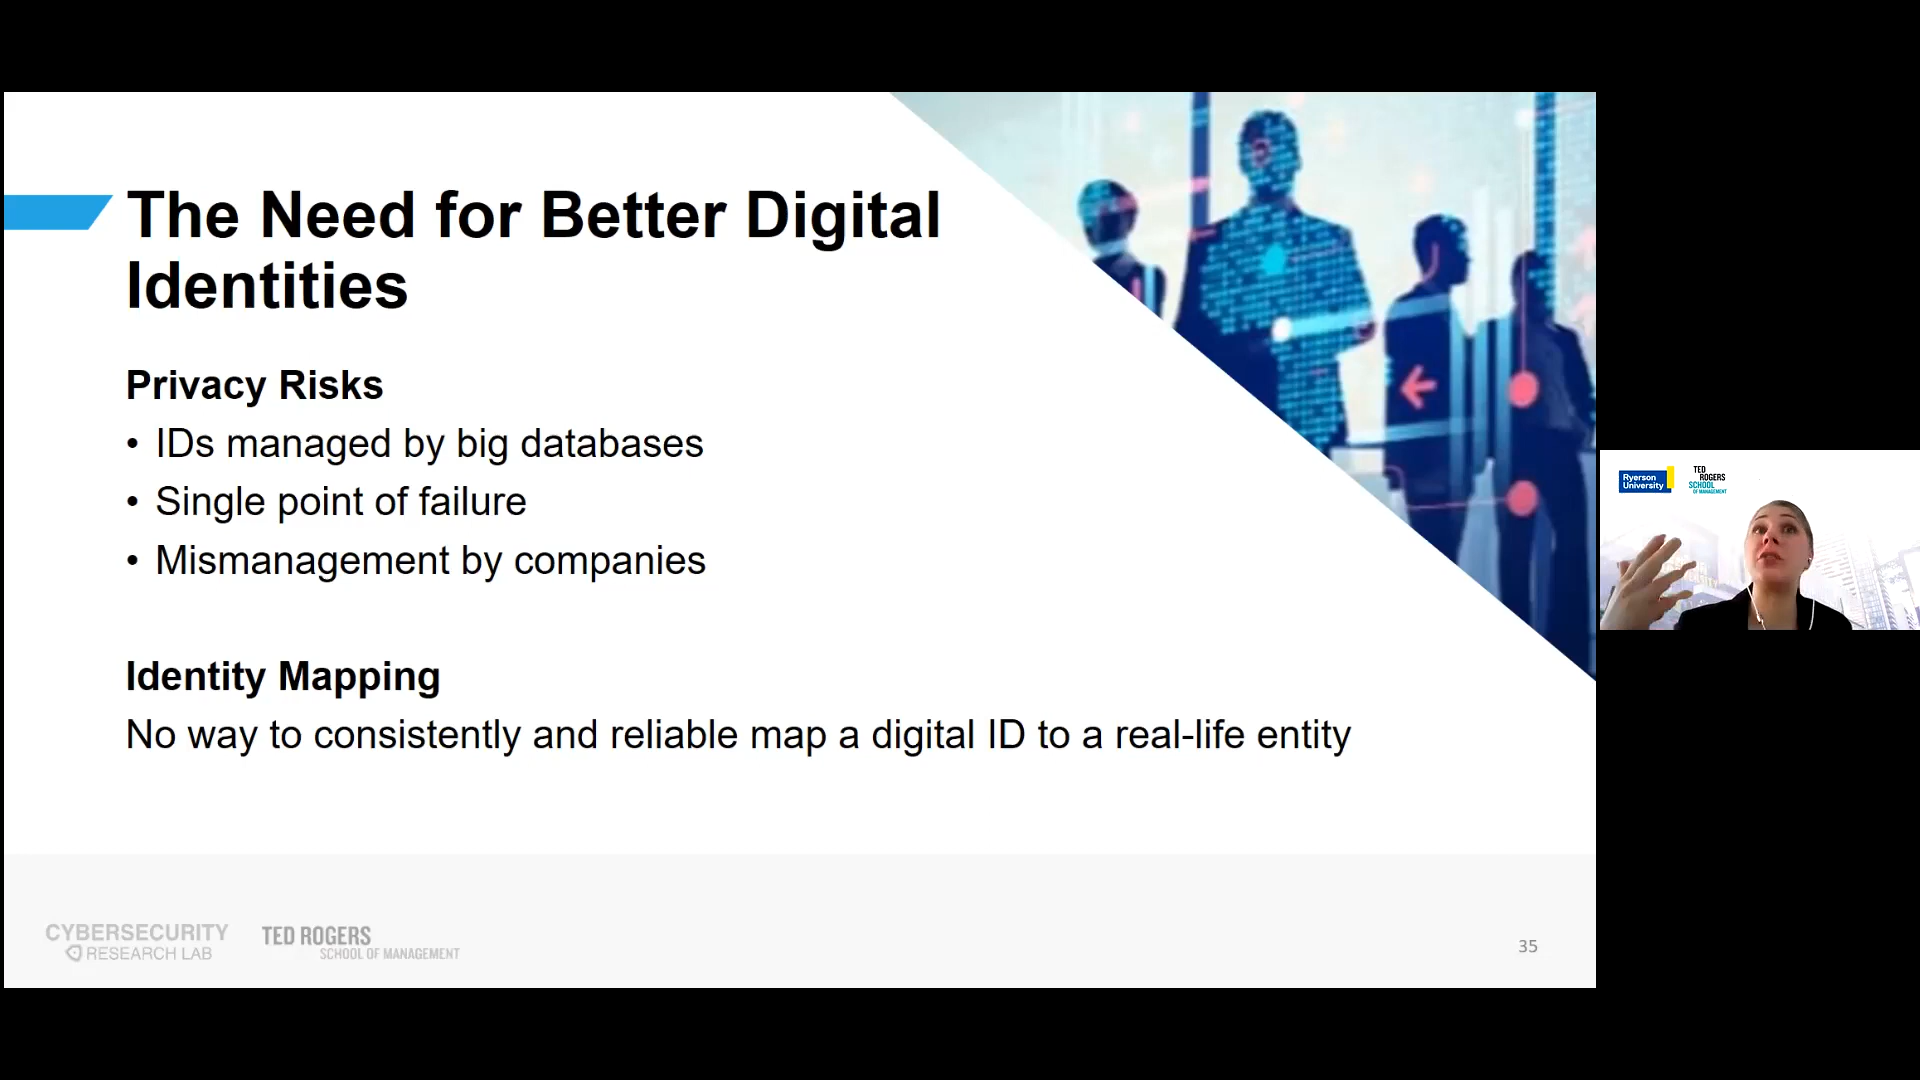 The Need for Better Digital
Identities
Privacy Risks
• IDs managed by big databases
• Single point of failure
• Mismanagement by companies
Identity Mapping
No way to consistently and reliable map a digital ID to a real-life entity
CYBERSECURITY
RESEARCH LAB
TED ROGERS
SCHOOL OF MANAGEMENT
35
Ryerson
University
TED
ROGERS
SCHOOL
OF MANAGEMENT